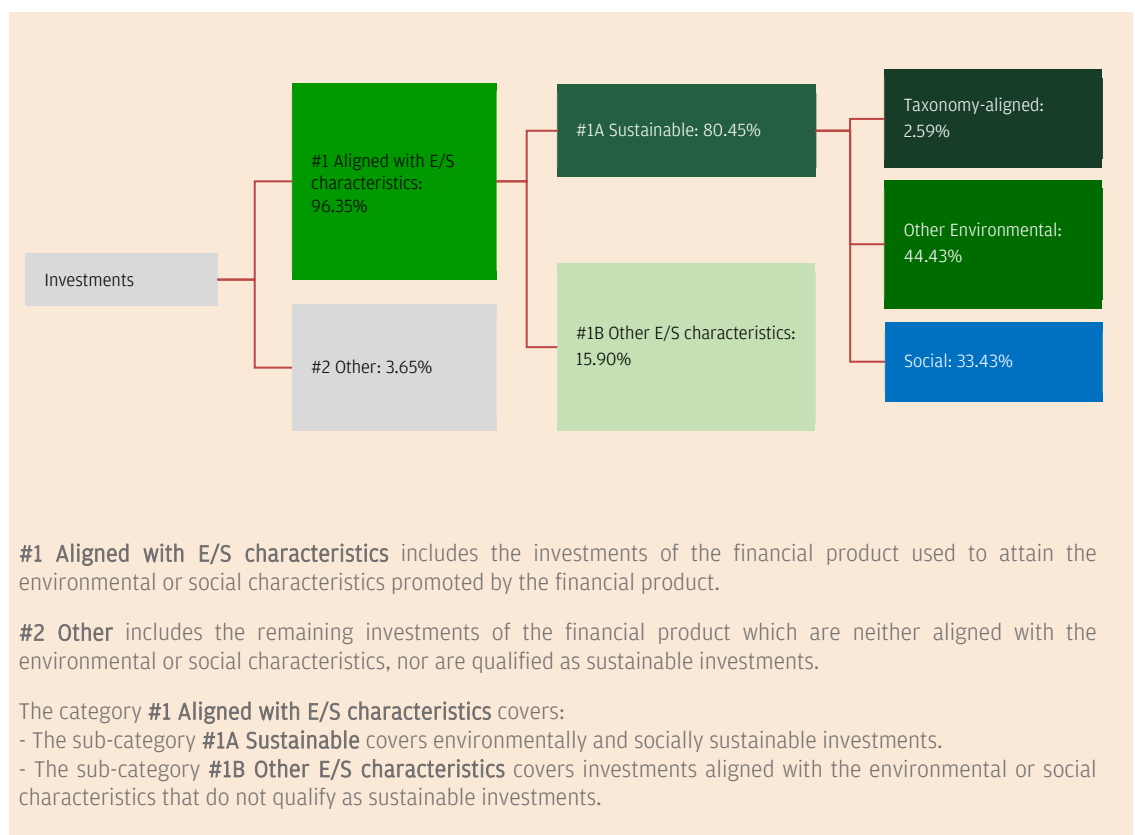 Investments
#1 Aligned with E/S
characteristics:
96.35%
#2 Other: 3.65%
#1A Sustainable: 80.45%
#1B Other E/S characteristics:
15.90%
Taxonomy-aligned:
2.59%
Other Environmental:
44.43%
Social: 33.43%
#1 Aligned with E/S characteristics includes the investments of the financial product used to attain the
environmental or social characteristics promoted by the financial product.
#2 Other includes the remaining investments of the financial product which are neither aligned with the
environmental or social characteristics, nor are qualified as sustainable investments.
The category #1 Aligned with E/S characteristics covers:
- The sub-category #1A Sustainable covers environmentally and socially sustainable investments.
- The sub-category #1B Other E/S characteristics covers investments aligned with the environmental or social
characteristics that do not qualify as sustainable investments.